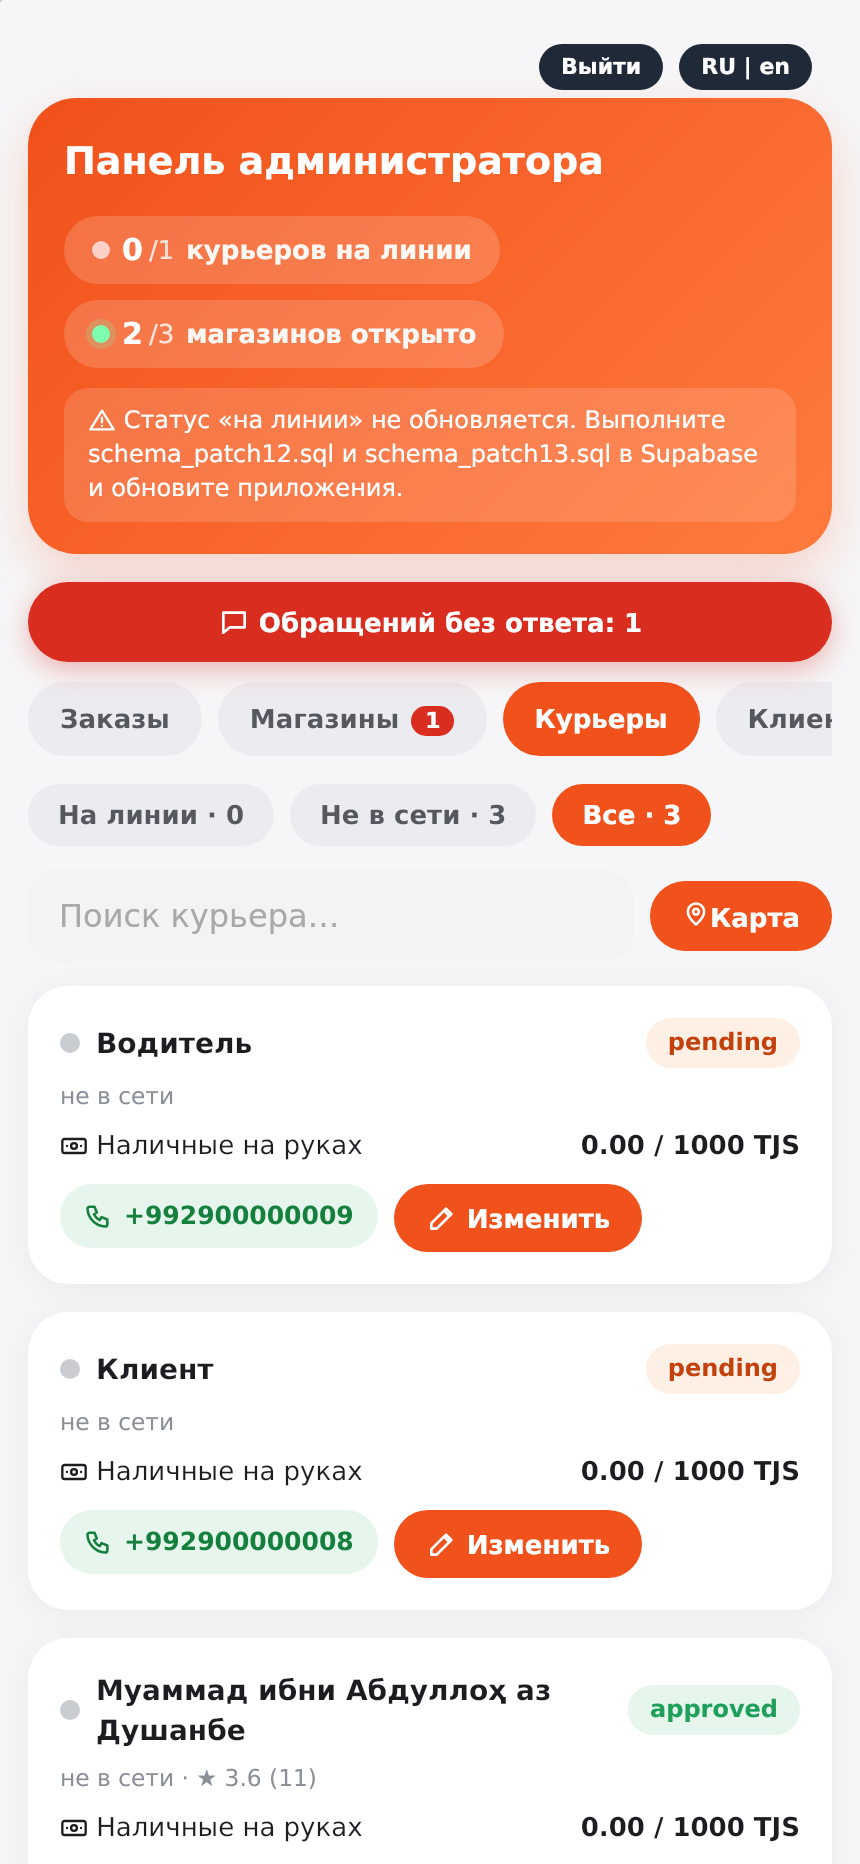 Выйти
RU | en
Панель администратора
0 /1 курьеров на линии
2 /3 магазинов открыто
Статус «на линии» не обновляется. Выполните
schema_patch12.sql и schema_patch13.sql в Supabase
и обновите приложения.
Обращений без ответа: 1
Заказы
Магазины 1
Курьеры
Клиен
На линии · 0
Не в сети · 3
Все · 3
Поиск курьера...
Карта
Водитель
pending
не в сети
Наличные на руках 0.00 / 1000 TJS
+992900000009
Изменить
Клиент
pending
не в сети
Наличные на руках 0.00 / 1000 TJS
+992900000008
Изменить
Муаммад ибни Абдуллоҳ аз
Душанбе
approved
не в сети · ★ 3.6 (11)
Наличные на руках 0.00 / 1000 TJS